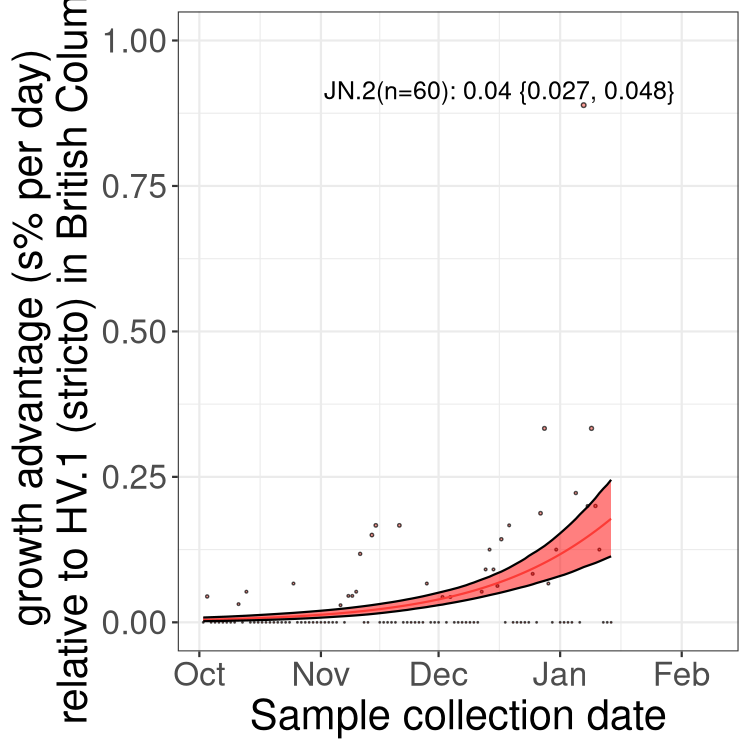 growth advantage (s% per day)
relative to HV.1 (stricto) in British Colum
1.00
0.75
0.50
0.25
0.00
JN.2(n=60): 0.04 {0.027, 0.048}
Oct Nov Dec Jan Feb
Sample collection date